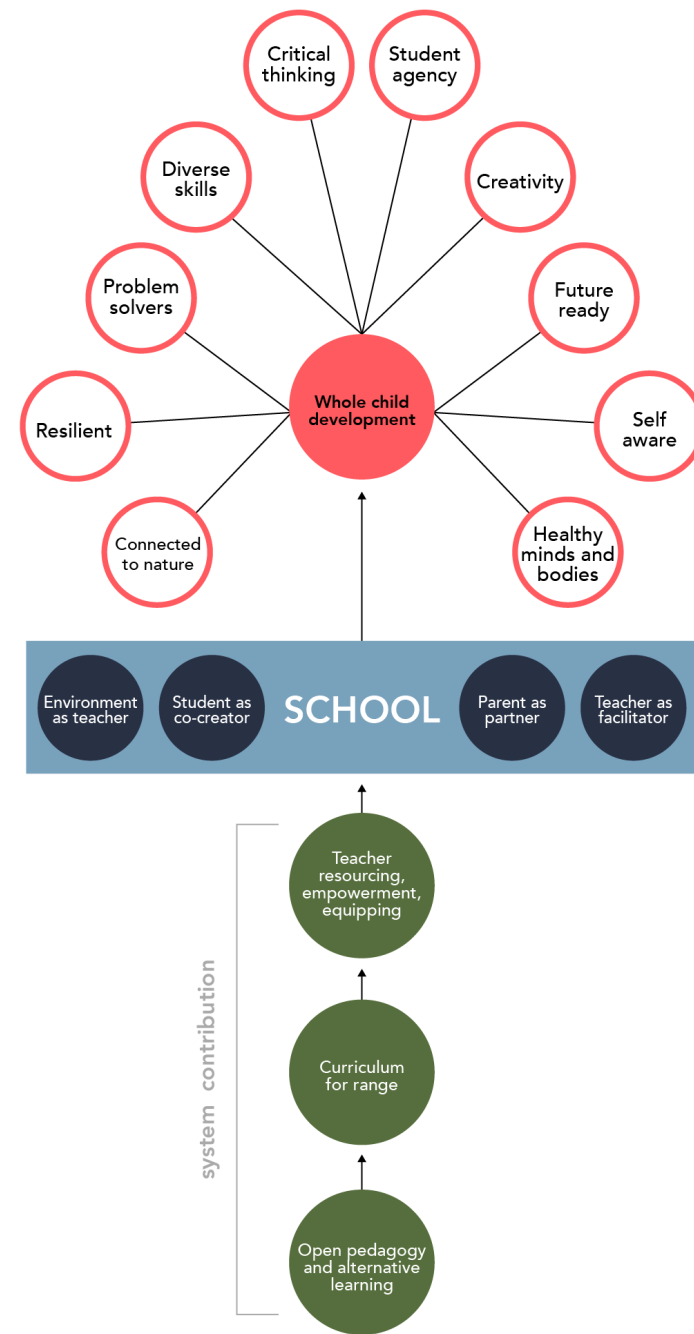 Critical
thinking
Student
agency
Diverse
skills
Creativity
Problem
solvers
Future
ready
Whole child
development
Resilient
Self
aware
Connected
to nature
Healthy
minds and
bodies
Environment
as teacher
Student as
co-creator
SCHOOL
Parent as
partner
Teacher as
facilitator
Teacher
resourcing,
empowerment,
equipping
system contribution
Curriculum
for range
Open pedagogy
and alternative
learning